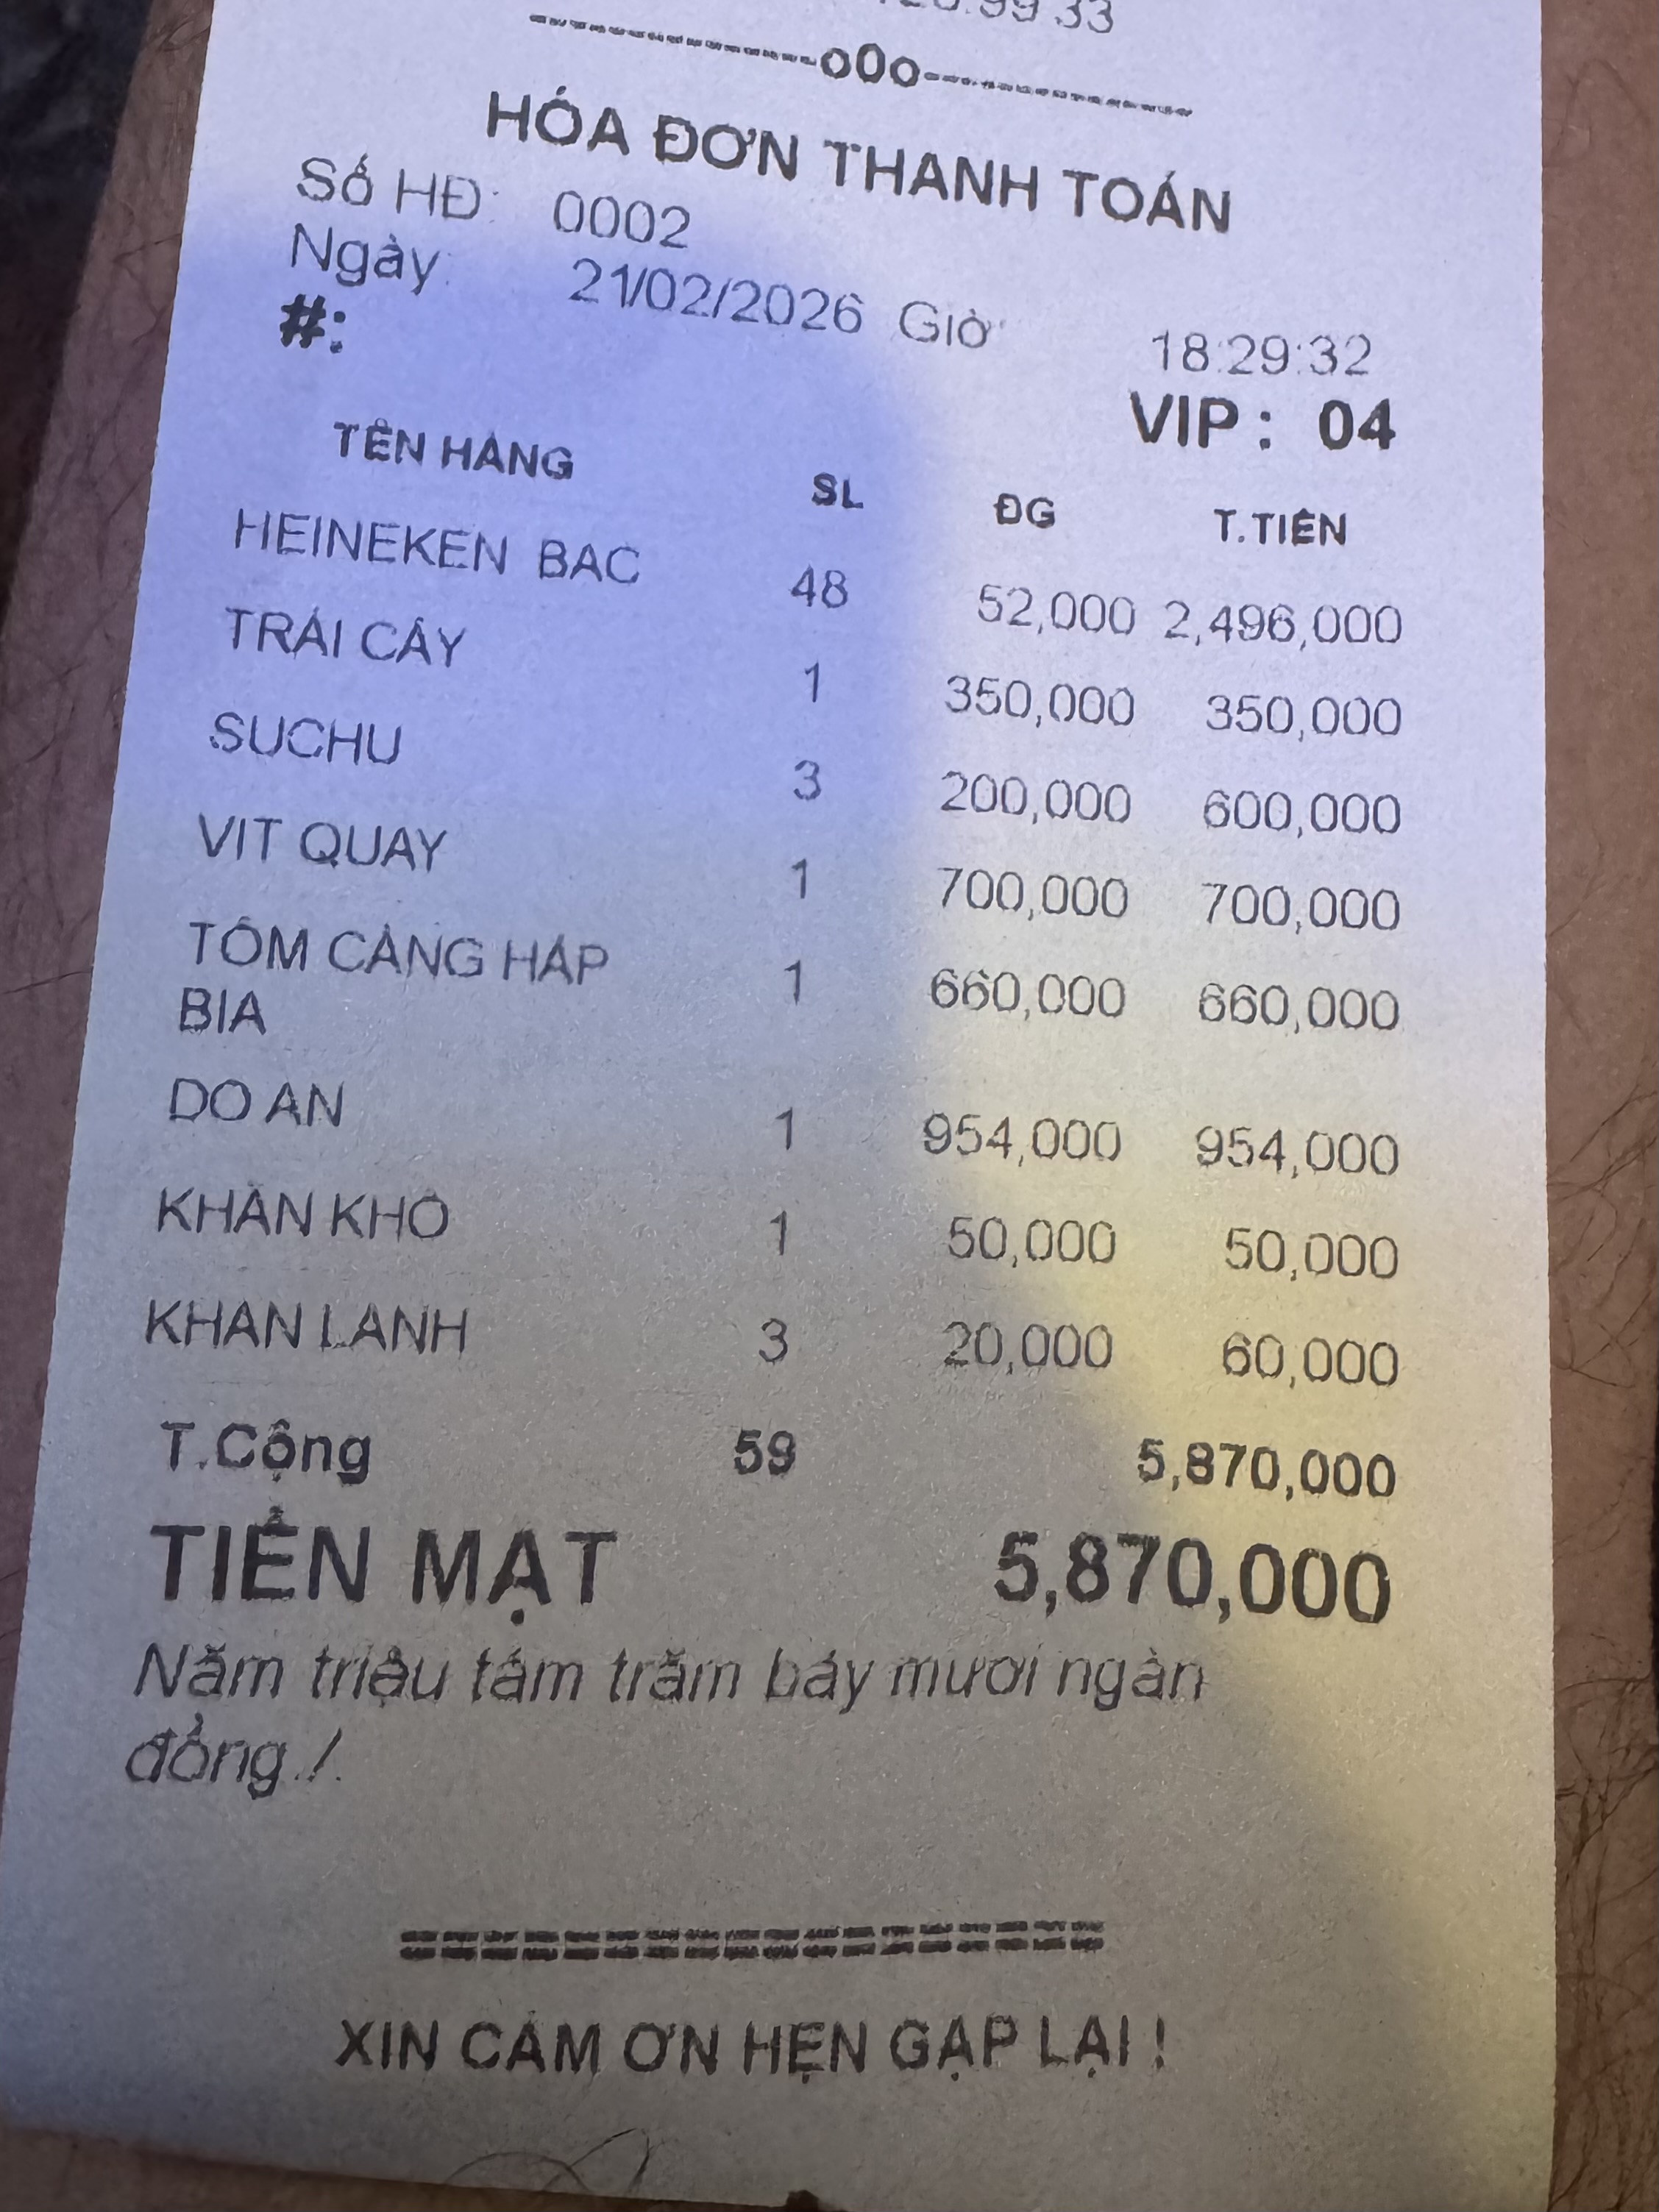 ---------------------o0o--------------------
HÓA ĐƠN THANH TOÁN
Số HĐ: 0002
Ngày: 21/02/2026 Giờ: 18:29:32
#: VIP : 04
TÊN HÀNG SL ĐG T.TIỀN
HEINEKEN BAC 48 52,000 2,496,000
TRÁI CÂY 1 350,000 350,000
SUCHU 3 200,000 600,000
VIT QUAY 1 700,000 700,000
TÔM CÀNG HẤP 1 660,000 660,000
BIA
DO AN 1 954,000 954,000
KHĂN KHÔ 1 50,000 50,000
KHAN LANH 3 20,000 60,000
T.Cộng 59 5,870,000
TIỀN MẶT 5,870,000
Năm triệu tám trăm bảy mươi ngàn
đồng./.
==========================
XIN CẢM ƠN HẸN GẶP LẠI !